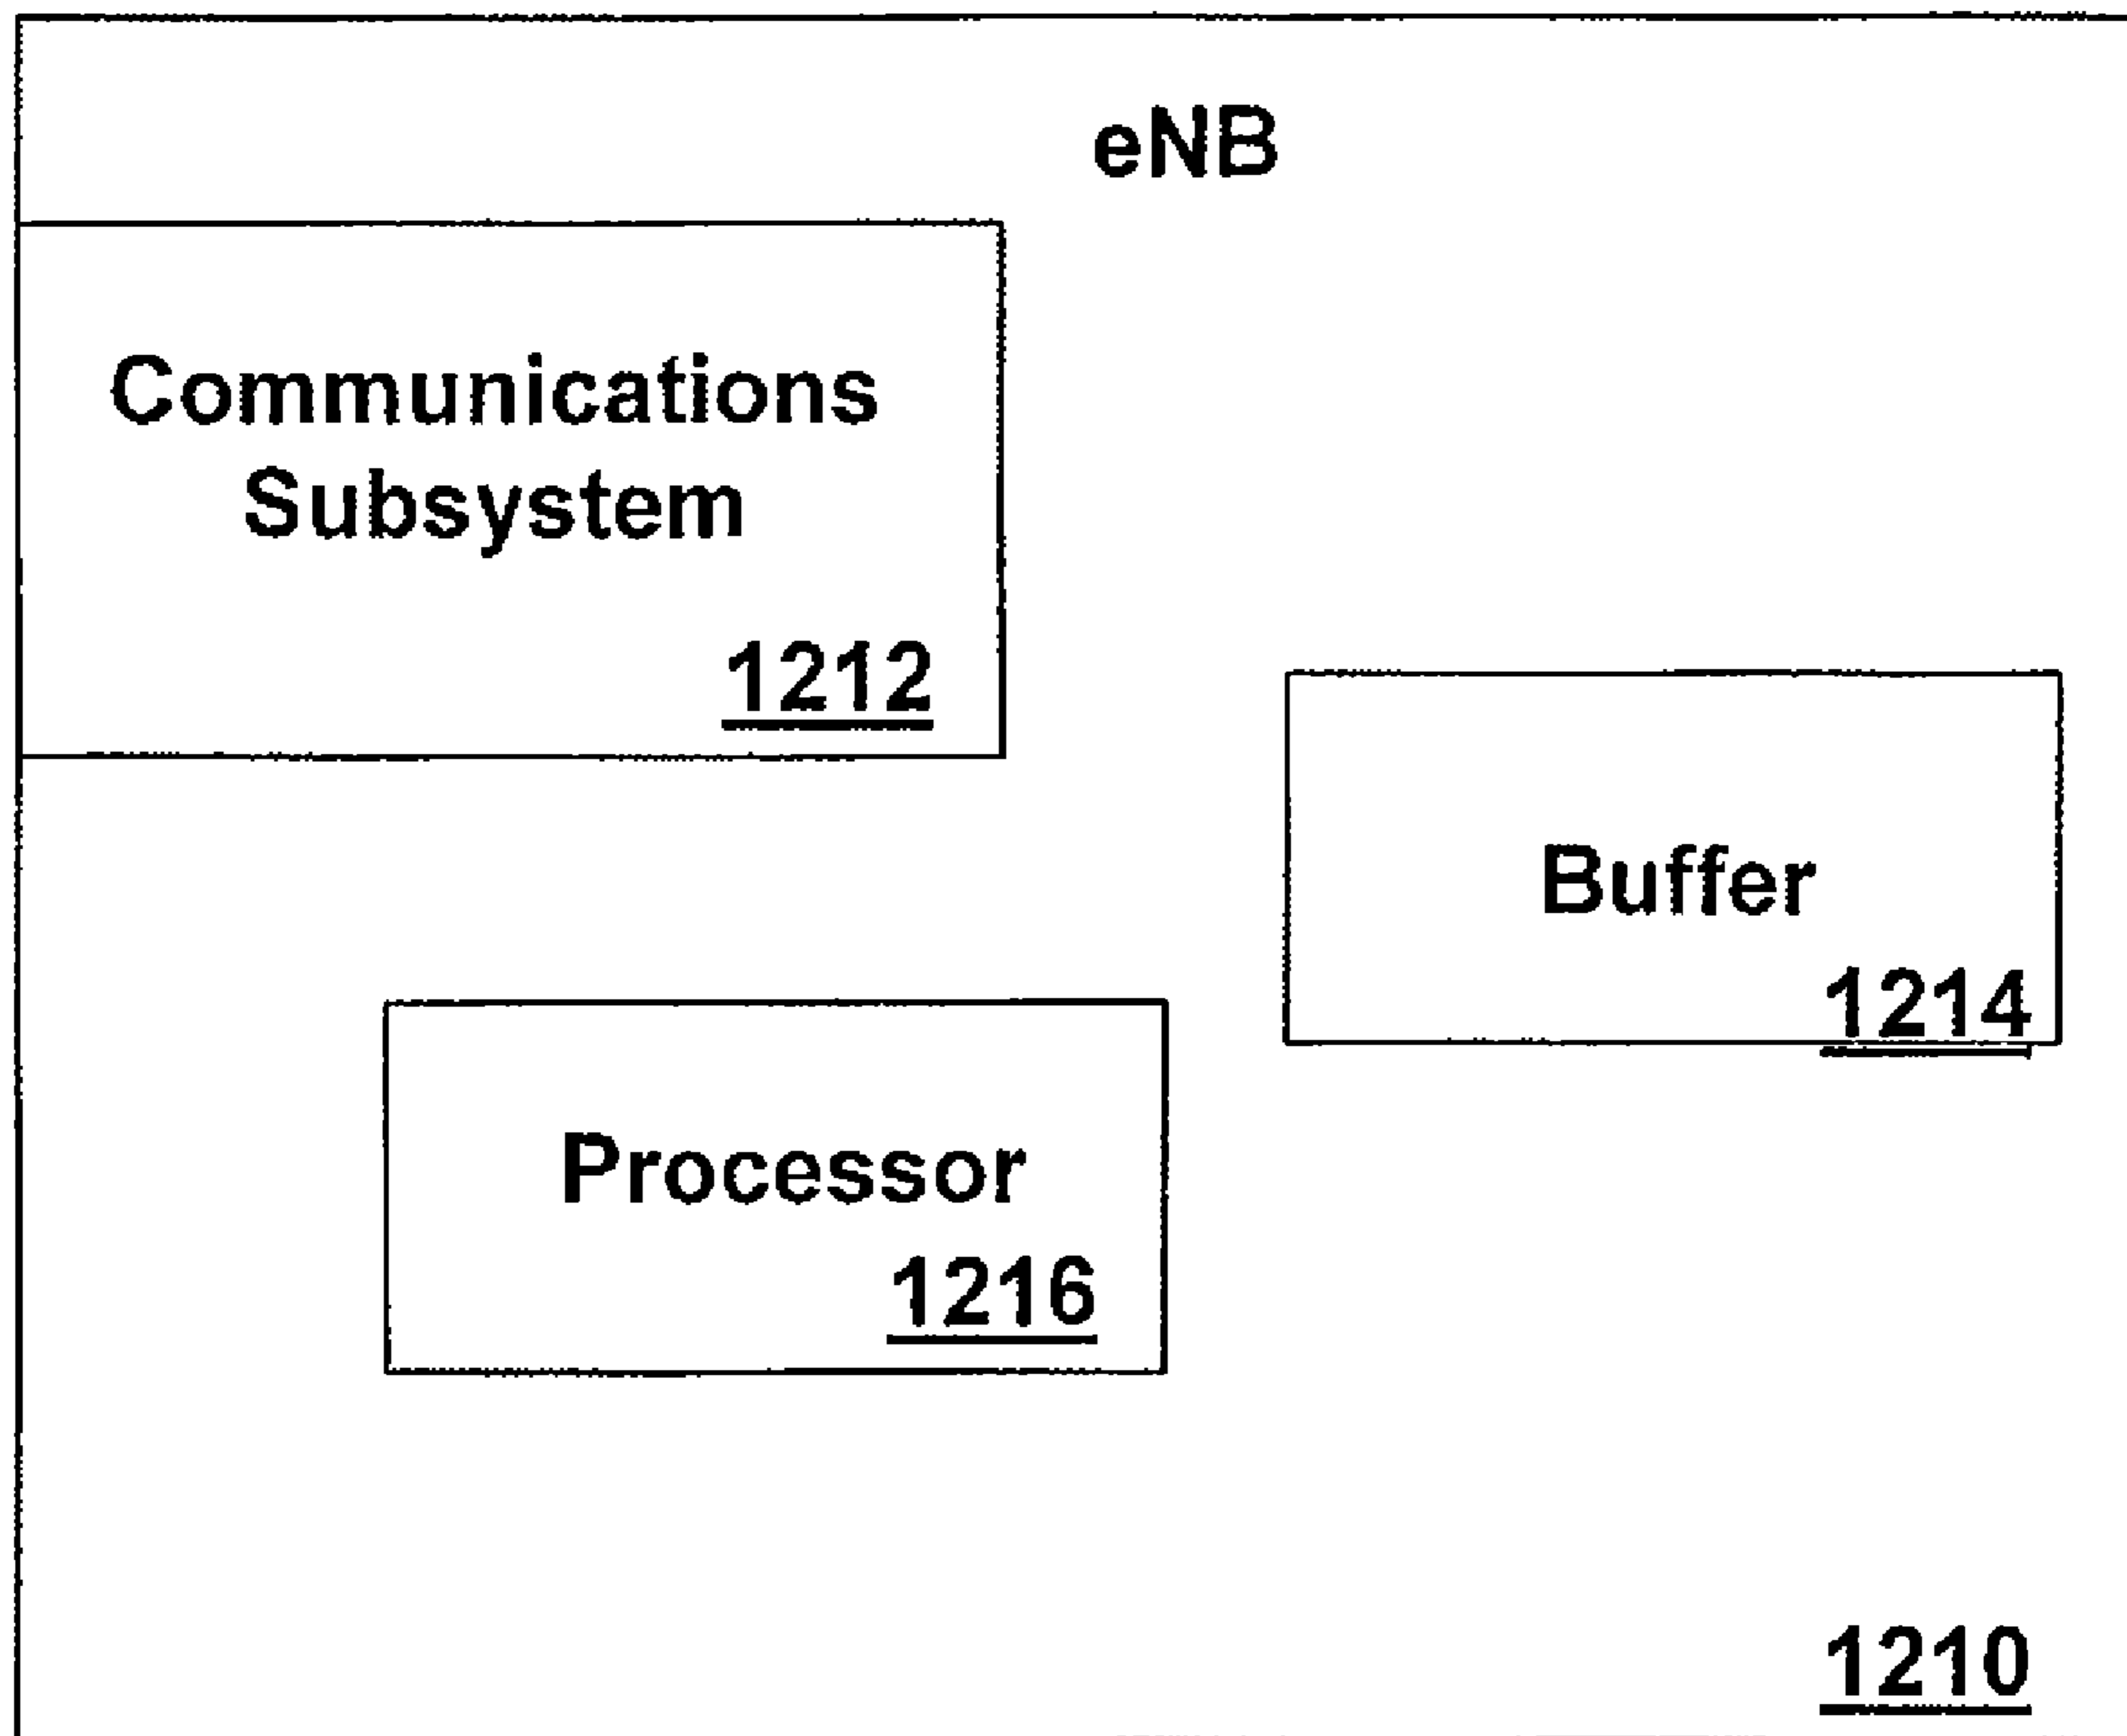 eNB
Communications
Subsystem
1212
Buffer
1214
Processor
1216
1210